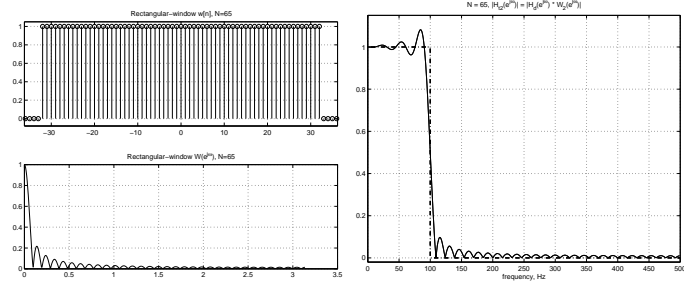 Rectangular−window w[n], N=65
1
0.8
0.6
0.4
0.2
0
−30 −20 −10 0 10 20 30
Rectangular−window W(e^jω), N=65
1
0.8
0.6
0.4
0.2
0
0 0.5 1 1.5 2 2.5 3 3.5
N = 65, |H_t2(e^jω)| = |H_d(e^jω) * W_2(e^jω)|
1
0.8
0.6
0.4
0.2
0
0 50 100 150 200 250 300 350 400 450 500
frequency, Hz